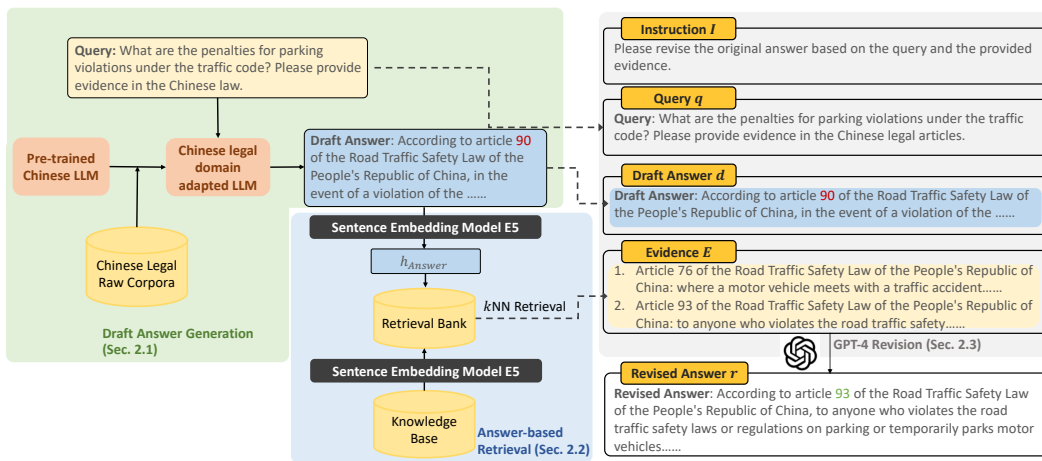 Query: What are the penalties for parking
violations under the traffic code? Please provide
evidence in the Chinese law.
Pre-trained
Chinese LLM
Chinese legal
domain
adapted LLM
Draft Answer: According to article 90
of the Road Traffic Safety Law of the
People's Republic of China, in the
event of a violation of the ......
Chinese Legal
Raw Corpora
Draft Answer Generation
(Sec. 2.1)
Sentence Embedding Model E5
h_Answer
Retrieval Bank
kNN Retrieval
Sentence Embedding Model E5
Knowledge
Base
Answer-based
Retrieval (Sec. 2.2)
Instruction I
Please revise the original answer based on the query and the provided
evidence.
Query q
Query: What are the penalties for parking violations under the traffic
code? Please provide evidence in the Chinese legal articles.
Draft Answer d
Draft Answer: According to article 90 of the Road Traffic Safety Law of
the People's Republic of China, in the event of a violation of the ......
Evidence E
1. Article 76 of the Road Traffic Safety Law of the People's Republic of
China: where a motor vehicle meets with a traffic accident......
2. Article 93 of the Road Traffic Safety Law of the People's Republic of
China: to anyone who violates the road traffic safety......
GPT-4 Revision (Sec. 2.3)
Revised Answer r
Revised Answer: According to article 93 of the Road Traffic Safety Law
of the People's Republic of China, to anyone who violates the road
traffic safety laws or regulations on parking or temporarily parks motor
vehicles......